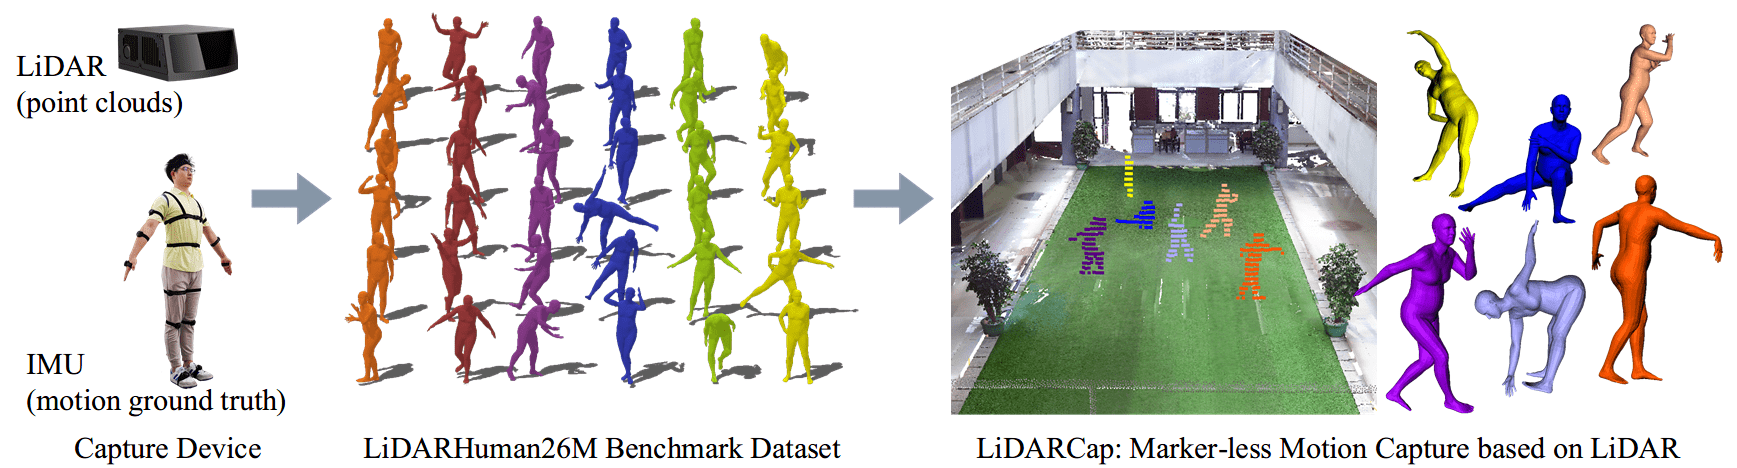 LiDAR
(point clouds)
IMU
(motion ground truth)
Capture Device
LiDARHuman26M Benchmark Dataset
LiDARCap: Marker-less Motion Capture based on LiDAR